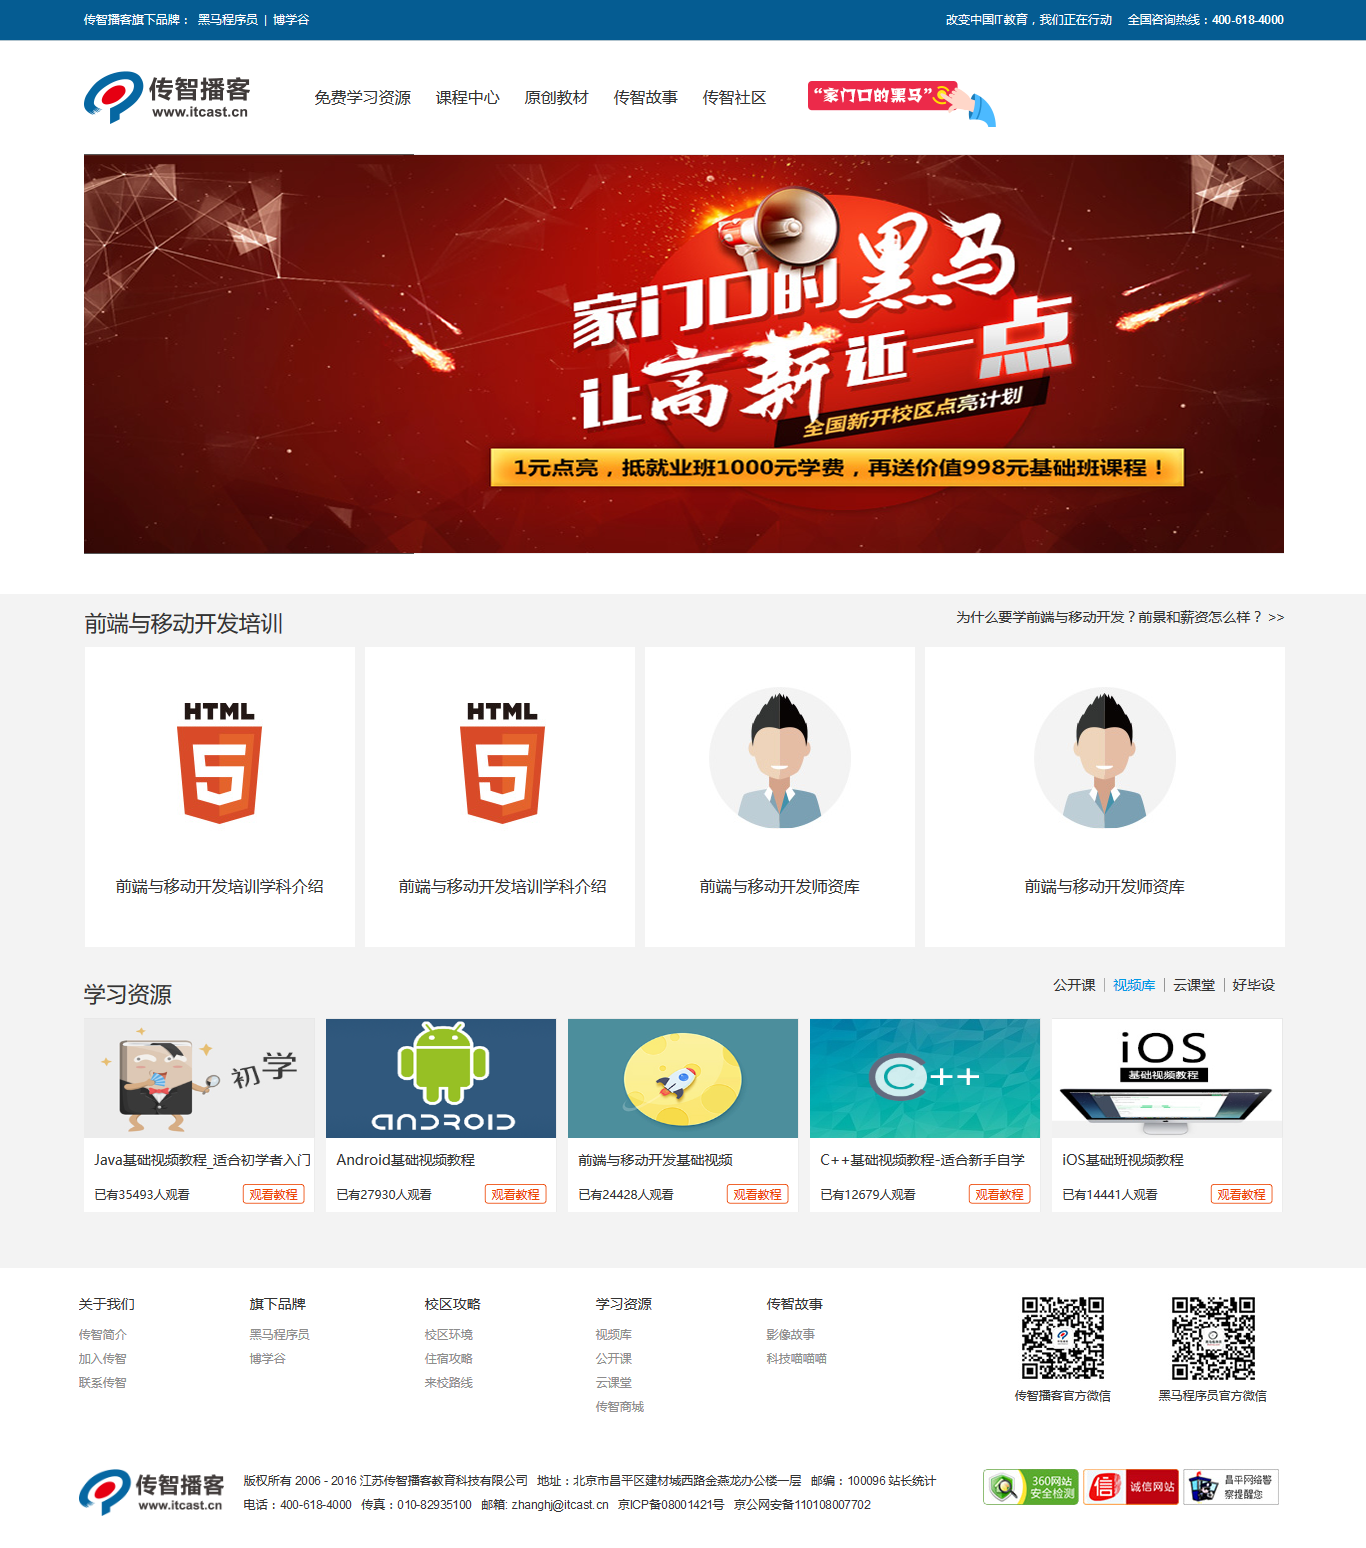 传智播客旗下品牌： 黑马程序员 | 博学谷
改变中国IT教育，我们正在行动 全国咨询热线：400-618-4000
传智播客
www.itcast.cn
免费学习资源 课程中心 原创教材 传智故事 传智社区
“家门口的黑马”
家门口的黑马
让高薪近一点
全国新开校区点亮计划
1元点亮，抵就业班1000元学费，再送价值998元基础班课程！
前端与移动开发培训
为什么要学前端与移动开发？前景和薪资怎么样？ >>
HTML HTML
5 5
前端与移动开发培训学科介绍 前端与移动开发培训学科介绍 前端与移动开发师资库 前端与移动开发师资库
学习资源
公开课 | 视频库 | 云课堂 | 好毕设
初学
ANDROID
C++
iOS
基础视频教程
Java基础视频教程_适合初学者入门 Android基础视频教程 前端与移动开发基础视频 C++基础视频教程-适合新手自学 iOS基础班视频教程
已有35493人观看 观看教程 已有27930人观看 观看教程 已有24428人观看 观看教程 已有12679人观看 观看教程 已有14441人观看 观看教程
关于我们 旗下品牌 校区攻略 学习资源 传智故事
传智简介 黑马程序员 校区环境 视频库 影像故事
加入传智 博学谷 住宿攻略 公开课 科技喵喵喵
联系传智 来校路线 云课堂
传智商城
传智播客官方微信 黑马程序员官方微信
传智播客
www.itcast.cn
版权所有 2006 - 2016 江苏传智播客教育科技有限公司 地址：北京市昌平区建材城西路金燕龙办公楼一层 邮编：100096 站长统计
电话：400-618-4000 传真：010-82935100 邮箱: zhanghj@itcast.cn 京ICP备08001421号 京公网安备110108007702
360网站
安全检测
信 诚信网站
昌平网络警
察提醒您